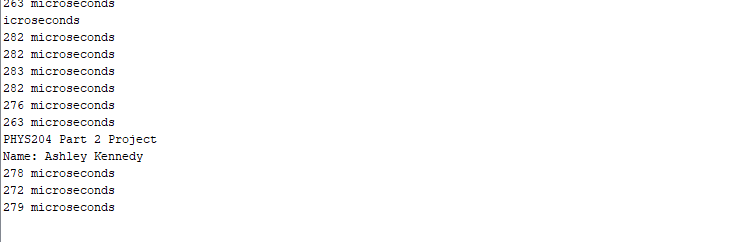 263 microseconds
icroseconds
282 microseconds
282 microseconds
283 microseconds
282 microseconds
276 microseconds
263 microseconds
PHYS204 Part 2 Project
Name: Ashley Kennedy
278 microseconds
272 microseconds
279 microseconds